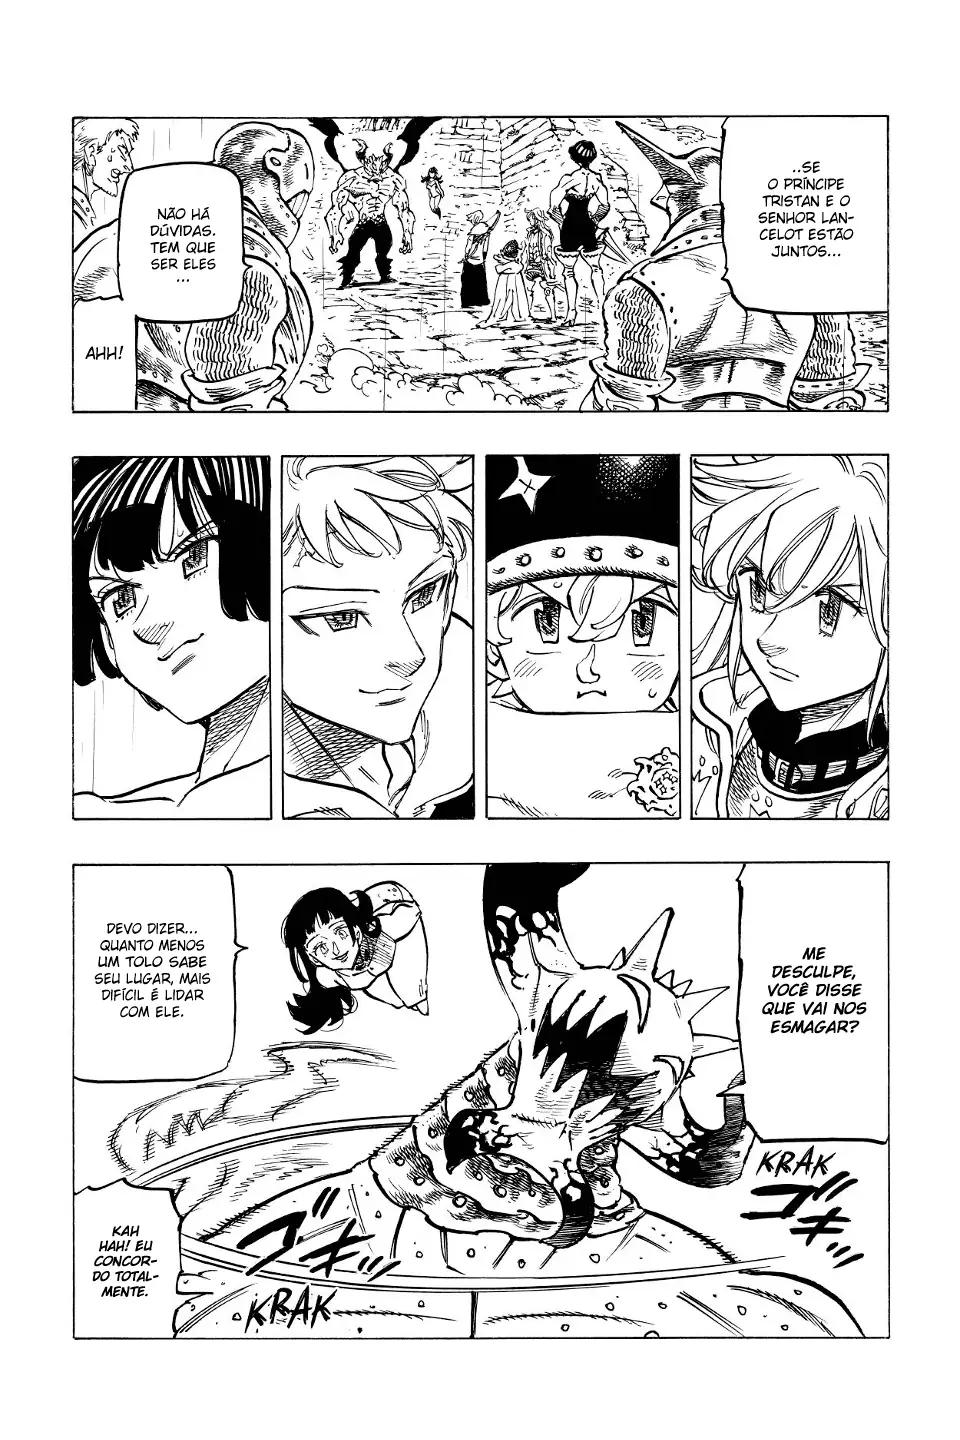 ..SE
O PRÍNCIPE
TRISTAN E O
SENHOR LAN-
CELOT ESTÃO
JUNTOS...
NÃO HÁ
DÚVIDAS.
TEM QUE
SER ELES
...
AHH!
ME
DESCULPE,
VOCÊ DISSE
QUE VAI NOS
ESMAGAR?
DEVO DIZER...
QUANTO MENOS
UM TOLO SABE
SEU LUGAR, MAIS
DIFÍCIL É LIDAR
COM ELE.
KRAK
ゴキ
KAH
HAH! EU
CONCOR-
DO TOTAL-
MENTE.
ゴキ
KRAK